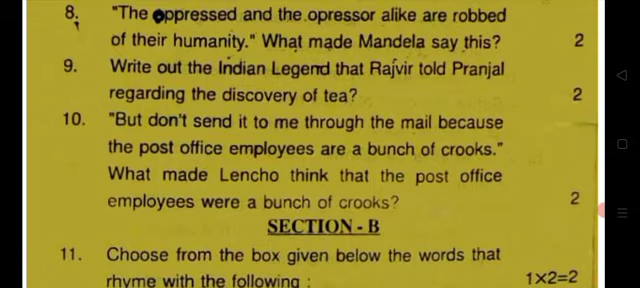 8. "The oppressed and the opressor alike are robbed
of their humanity." What made Mandela say this? 2
9. Write out the Indian Legend that Rajvir told Pranjal
regarding the discovery of tea? 2
10. "But don't send it to me through the mail because
the post office employees are a bunch of crooks."
What made Lencho think that the post office
employees were a bunch of crooks? 2
SECTION - B
11. Choose from the box given below the words that
rhyme with the following : 1×2=2